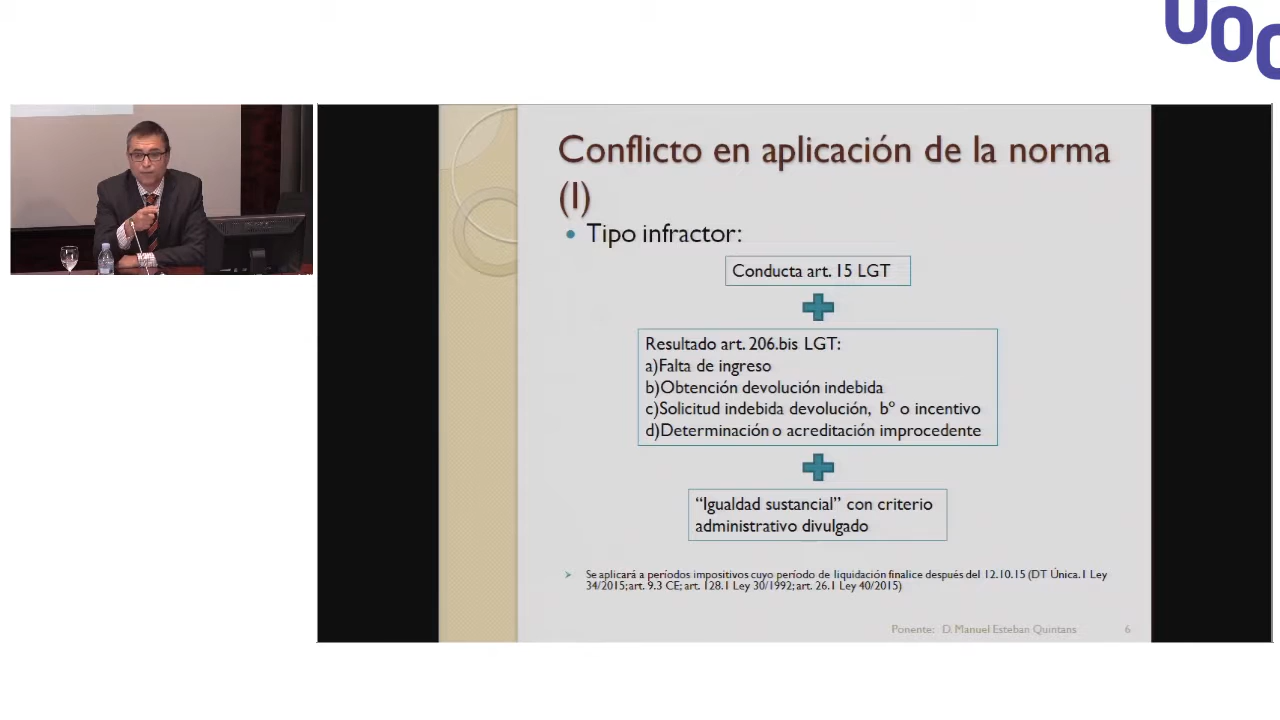 UOC
Conflicto en aplicación de la norma
(I)
• Tipo infractor:
Conducta art. 15 LGT
Resultado art. 206.bis LGT:
a)Falta de ingreso
b)Obtención devolución indebida
c)Solicitud indebida devolución, bº o incentivo
d)Determinación o acreditación improcedente
“Igualdad sustancial” con criterio
administrativo divulgado
Se aplicará a períodos impositivos cuyo período de liquidación finalice después del 12.10.15 (DT Única.1 Ley
34/2015; art. 9.3 CE; art. 128.1 Ley 30/1992; art. 26.1 Ley 40/2015)
Ponente: D. Manuel Esteban Quintans 6